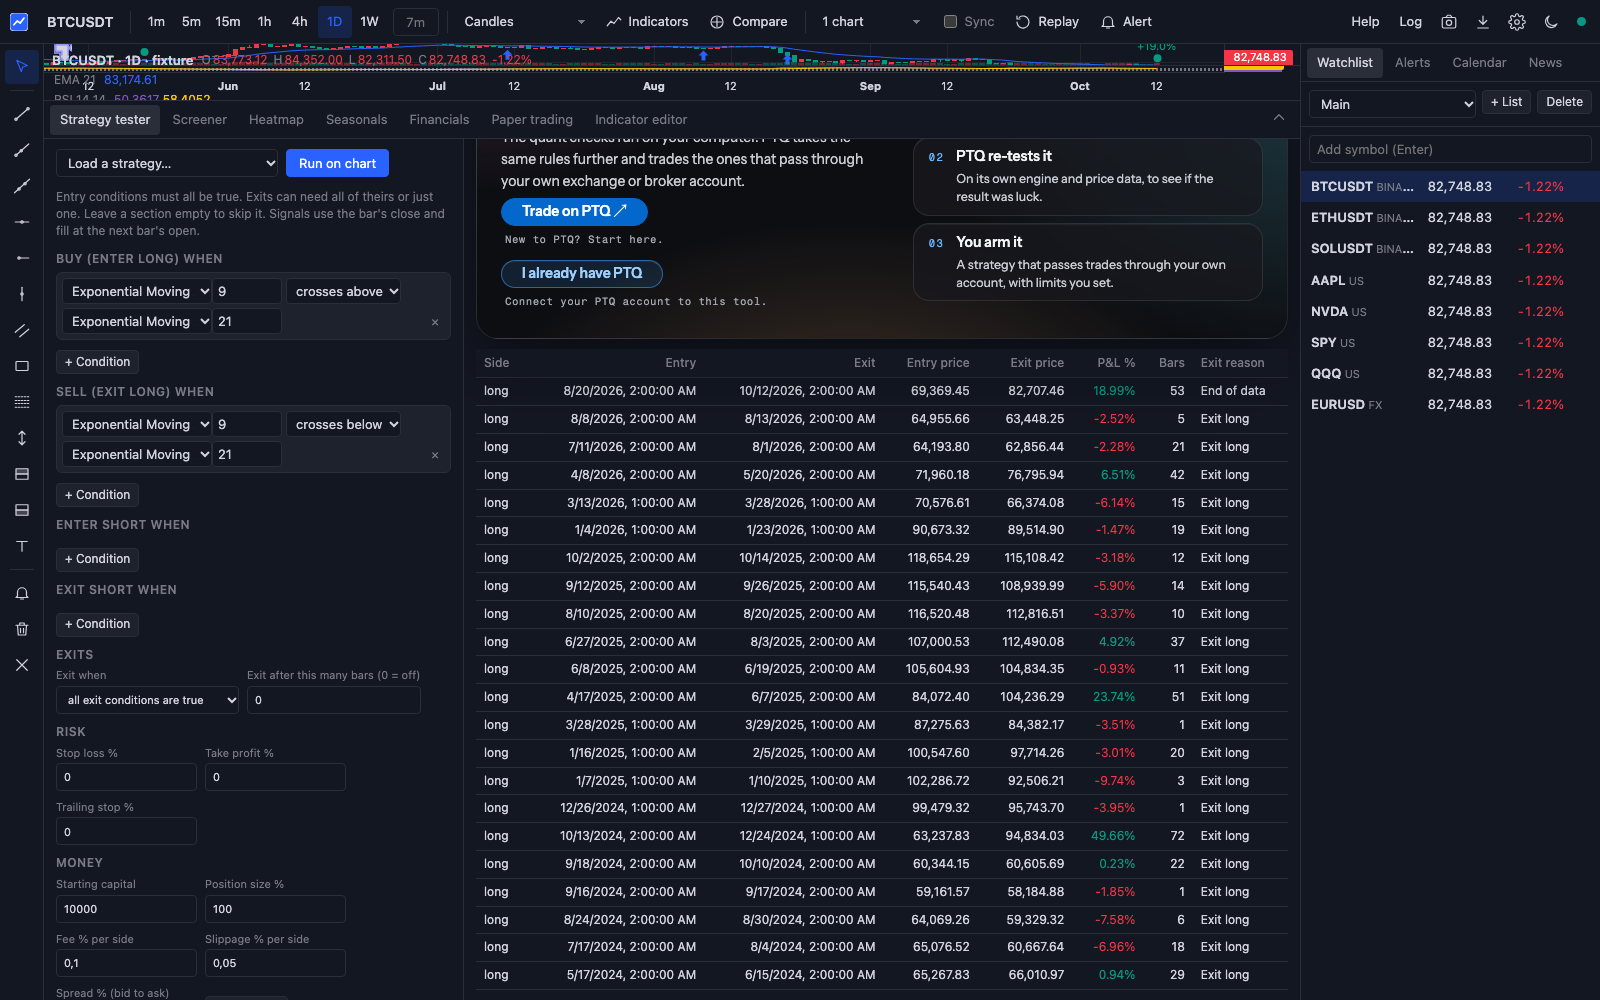 BTCUSDT 1m 5m 15m 1h 4h 1D 1W 7m Candles Indicators Compare 1 chart Sync Replay Alert Help Log
BTCUSDT · 1D · fixture O 83,773.12 H 84,352.00 L 82,311.50 C 82,748.83 -1.22%
+19.0%
82,748.83
EMA 21 83,174.61
12 Jun 12 Jul 12 Aug 12 Sep 12 Oct 12
RSI 14 14 50.3617 58.4052
Strategy tester Screener Heatmap Seasonals Financials Paper trading Indicator editor
Load a strategy... Run on chart
Entry conditions must all be true. Exits can need all of theirs or just
one. Leave a section empty to skip it. Signals use the bar's close and
fill at the next bar's open.
BUY (ENTER LONG) WHEN
Exponential Moving 9 crosses above
Exponential Moving 21 ×
+ Condition
SELL (EXIT LONG) WHEN
Exponential Moving 9 crosses below
Exponential Moving 21 ×
+ Condition
ENTER SHORT WHEN
+ Condition
EXIT SHORT WHEN
+ Condition
EXITS
Exit when Exit after this many bars (0 = off)
all exit conditions are true 0
RISK
Stop loss % Take profit %
0 0
Trailing stop %
0
MONEY
Starting capital Position size %
10000 100
Fee % per side Slippage % per side
0,1 0,05
Spread % (bid to ask)
The quant checks run on your computer. PTQ takes the
same rules further and trades the ones that pass through
your own exchange or broker account.
Trade on PTQ ↗
New to PTQ? Start here.
I already have PTQ
Connect your PTQ account to this tool.
02 PTQ re-tests it
On its own engine and price data, to see if the
result was luck.
03 You arm it
A strategy that passes trades through your own
account, with limits you set.
Side Entry Exit Entry price Exit price P&L % Bars Exit reason
long 8/20/2026, 2:00:00 AM 10/12/2026, 2:00:00 AM 69,369.45 82,707.46 18.99% 53 End of data
long 8/8/2026, 2:00:00 AM 8/13/2026, 2:00:00 AM 64,955.66 63,448.25 -2.52% 5 Exit long
long 7/11/2026, 2:00:00 AM 8/1/2026, 2:00:00 AM 64,193.80 62,856.44 -2.28% 21 Exit long
long 4/8/2026, 2:00:00 AM 5/20/2026, 2:00:00 AM 71,960.18 76,795.94 6.51% 42 Exit long
long 3/13/2026, 1:00:00 AM 3/28/2026, 1:00:00 AM 70,576.61 66,374.08 -6.14% 15 Exit long
long 1/4/2026, 1:00:00 AM 1/23/2026, 1:00:00 AM 90,673.32 89,514.90 -1.47% 19 Exit long
long 10/2/2025, 2:00:00 AM 10/14/2025, 2:00:00 AM 118,654.29 115,108.42 -3.18% 12 Exit long
long 9/12/2025, 2:00:00 AM 9/26/2025, 2:00:00 AM 115,540.43 108,939.99 -5.90% 14 Exit long
long 8/10/2025, 2:00:00 AM 8/20/2025, 2:00:00 AM 116,520.48 112,816.51 -3.37% 10 Exit long
long 6/27/2025, 2:00:00 AM 8/3/2025, 2:00:00 AM 107,000.53 112,490.08 4.92% 37 Exit long
long 6/8/2025, 2:00:00 AM 6/19/2025, 2:00:00 AM 105,604.93 104,834.35 -0.93% 11 Exit long
long 4/17/2025, 2:00:00 AM 6/7/2025, 2:00:00 AM 84,072.40 104,236.29 23.74% 51 Exit long
long 3/28/2025, 1:00:00 AM 3/29/2025, 1:00:00 AM 87,275.63 84,382.17 -3.51% 1 Exit long
long 1/16/2025, 1:00:00 AM 2/5/2025, 1:00:00 AM 100,547.60 97,714.26 -3.01% 20 Exit long
long 1/7/2025, 1:00:00 AM 1/10/2025, 1:00:00 AM 102,286.72 92,506.21 -9.74% 3 Exit long
long 12/26/2024, 1:00:00 AM 12/27/2024, 1:00:00 AM 99,479.32 95,743.70 -3.95% 1 Exit long
long 10/13/2024, 2:00:00 AM 12/24/2024, 1:00:00 AM 63,237.83 94,834.03 49.66% 72 Exit long
long 9/18/2024, 2:00:00 AM 10/10/2024, 2:00:00 AM 60,344.15 60,605.69 0.23% 22 Exit long
long 9/16/2024, 2:00:00 AM 9/17/2024, 2:00:00 AM 59,161.57 58,184.88 -1.85% 1 Exit long
long 8/24/2024, 2:00:00 AM 8/30/2024, 2:00:00 AM 64,069.26 59,329.32 -7.58% 6 Exit long
long 7/17/2024, 2:00:00 AM 8/4/2024, 2:00:00 AM 65,076.52 60,667.64 -6.96% 18 Exit long
long 5/17/2024, 2:00:00 AM 6/15/2024, 2:00:00 AM 65,267.83 66,010.97 0.94% 29 Exit long
Watchlist Alerts Calendar News
Main + List Delete
Add symbol (Enter)
BTCUSDT BINA... 82,748.83 -1.22%
ETHUSDT BINA... 82,748.83 -1.22%
SOLUSDT BINA... 82,748.83 -1.22%
AAPL US 82,748.83 -1.22%
NVDA US 82,748.83 -1.22%
SPY US 82,748.83 -1.22%
QQQ US 82,748.83 -1.22%
EURUSD FX 82,748.83 -1.22%